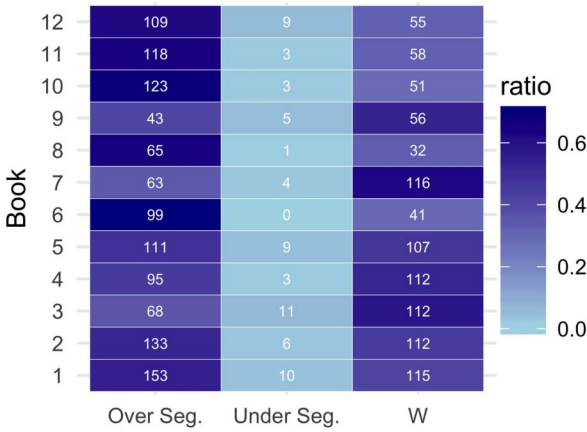 12 109 9 55
11 118 3 58
10 123 3 51
ratio
9 43 5 56
0.6
8 65 1 32
7 63 4 116
0.4
Book
6 99 0 41
5 111 9 107
0.2
4 95 3 112
3 68 11 112
0.0
2 133 6 112
1 153 10 115
Over Seg. Under Seg. W